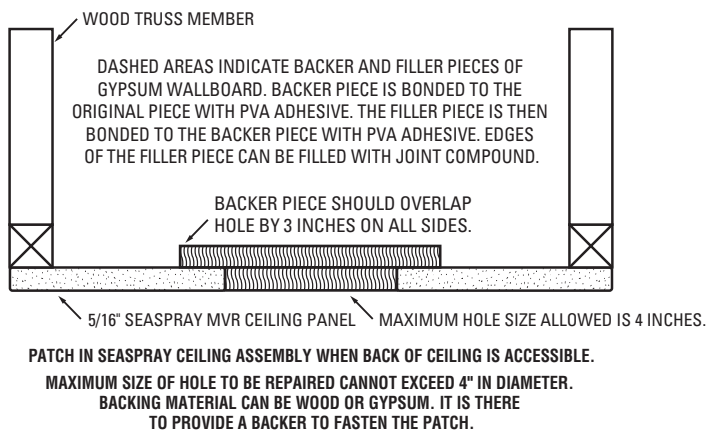 WOOD TRUSS MEMBER
DASHED AREAS INDICATE BACKER AND FILLER PIECES OF
GYPSUM WALLBOARD. BACKER PIECE IS BONDED TO THE
ORIGINAL PIECE WITH PVA ADHESIVE. THE FILLER PIECE IS THEN
BONDED TO THE BACKER PIECE WITH PVA ADHESIVE. EDGES
OF THE FILLER PIECE CAN BE FILLED WITH JOINT COMPOUND.
BACKER PIECE SHOULD OVERLAP
HOLE BY 3 INCHES ON ALL SIDES.
5/16" SEASPRAY MVR CEILING PANEL
MAXIMUM HOLE SIZE ALLOWED IS 4 INCHES.
PATCH IN SEASPRAY CEILING ASSEMBLY WHEN BACK OF CEILING IS ACCESSIBLE.
MAXIMUM SIZE OF HOLE TO BE REPAIRED CANNOT EXCEED 4" IN DIAMETER.
BACKING MATERIAL CAN BE WOOD OR GYPSUM. IT IS THERE
TO PROVIDE A BACKER TO FASTEN THE PATCH.